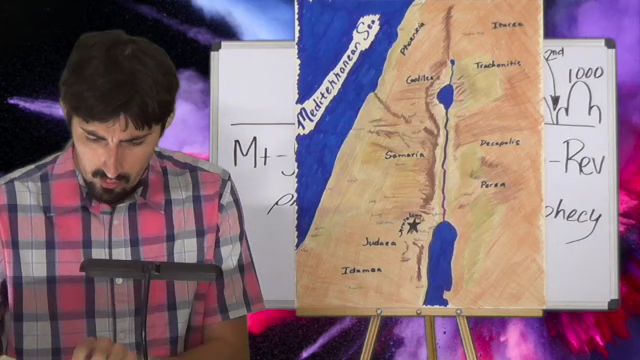 Mediterranean Sea
Phoenicia
Iturea
Trachonitis
Galilee
Samaria
Decapolis
Perea
Judaea
Idumea
2nd
1000
Mt-
-Rev
phecy